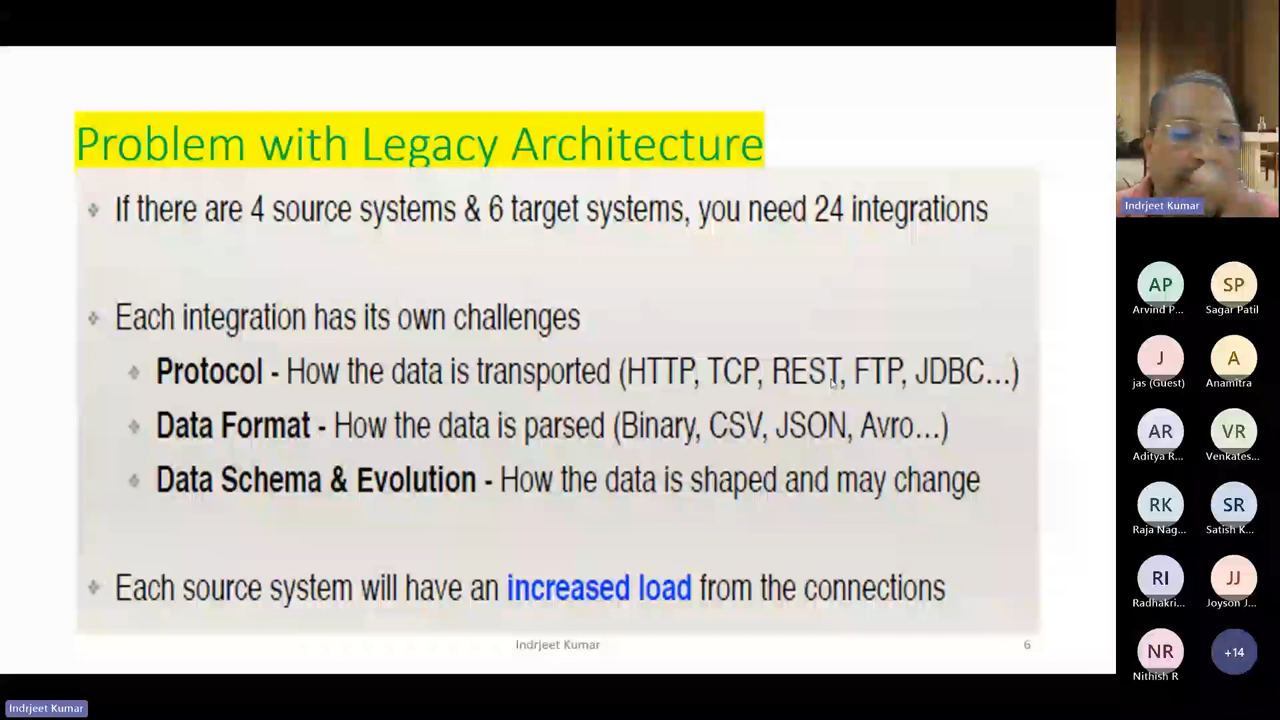 Problem with Legacy Architecture
If there are 4 source systems & 6 target systems, you need 24 integrations
Each integration has its own challenges
Protocol - How the data is transported (HTTP, TCP, REST, FTP, JDBC...)
Data Format - How the data is parsed (Binary, CSV, JSON, Avro...)
Data Schema & Evolution - How the data is shaped and may change
Each source system will have an increased load from the connections
Indrjeet Kumar
6
Indrjeet Kumar
Indrjeet Kumar
AP
SP
Arvind P...
Sagar Patil
J
A
jas (Guest)
Anamitra
AR
VR
Aditya R...
Venkates...
RK
SR
Raja Nag...
Satish K...
RI
JJ
Radhakri...
Joyson J...
NR
+14
Nithish R